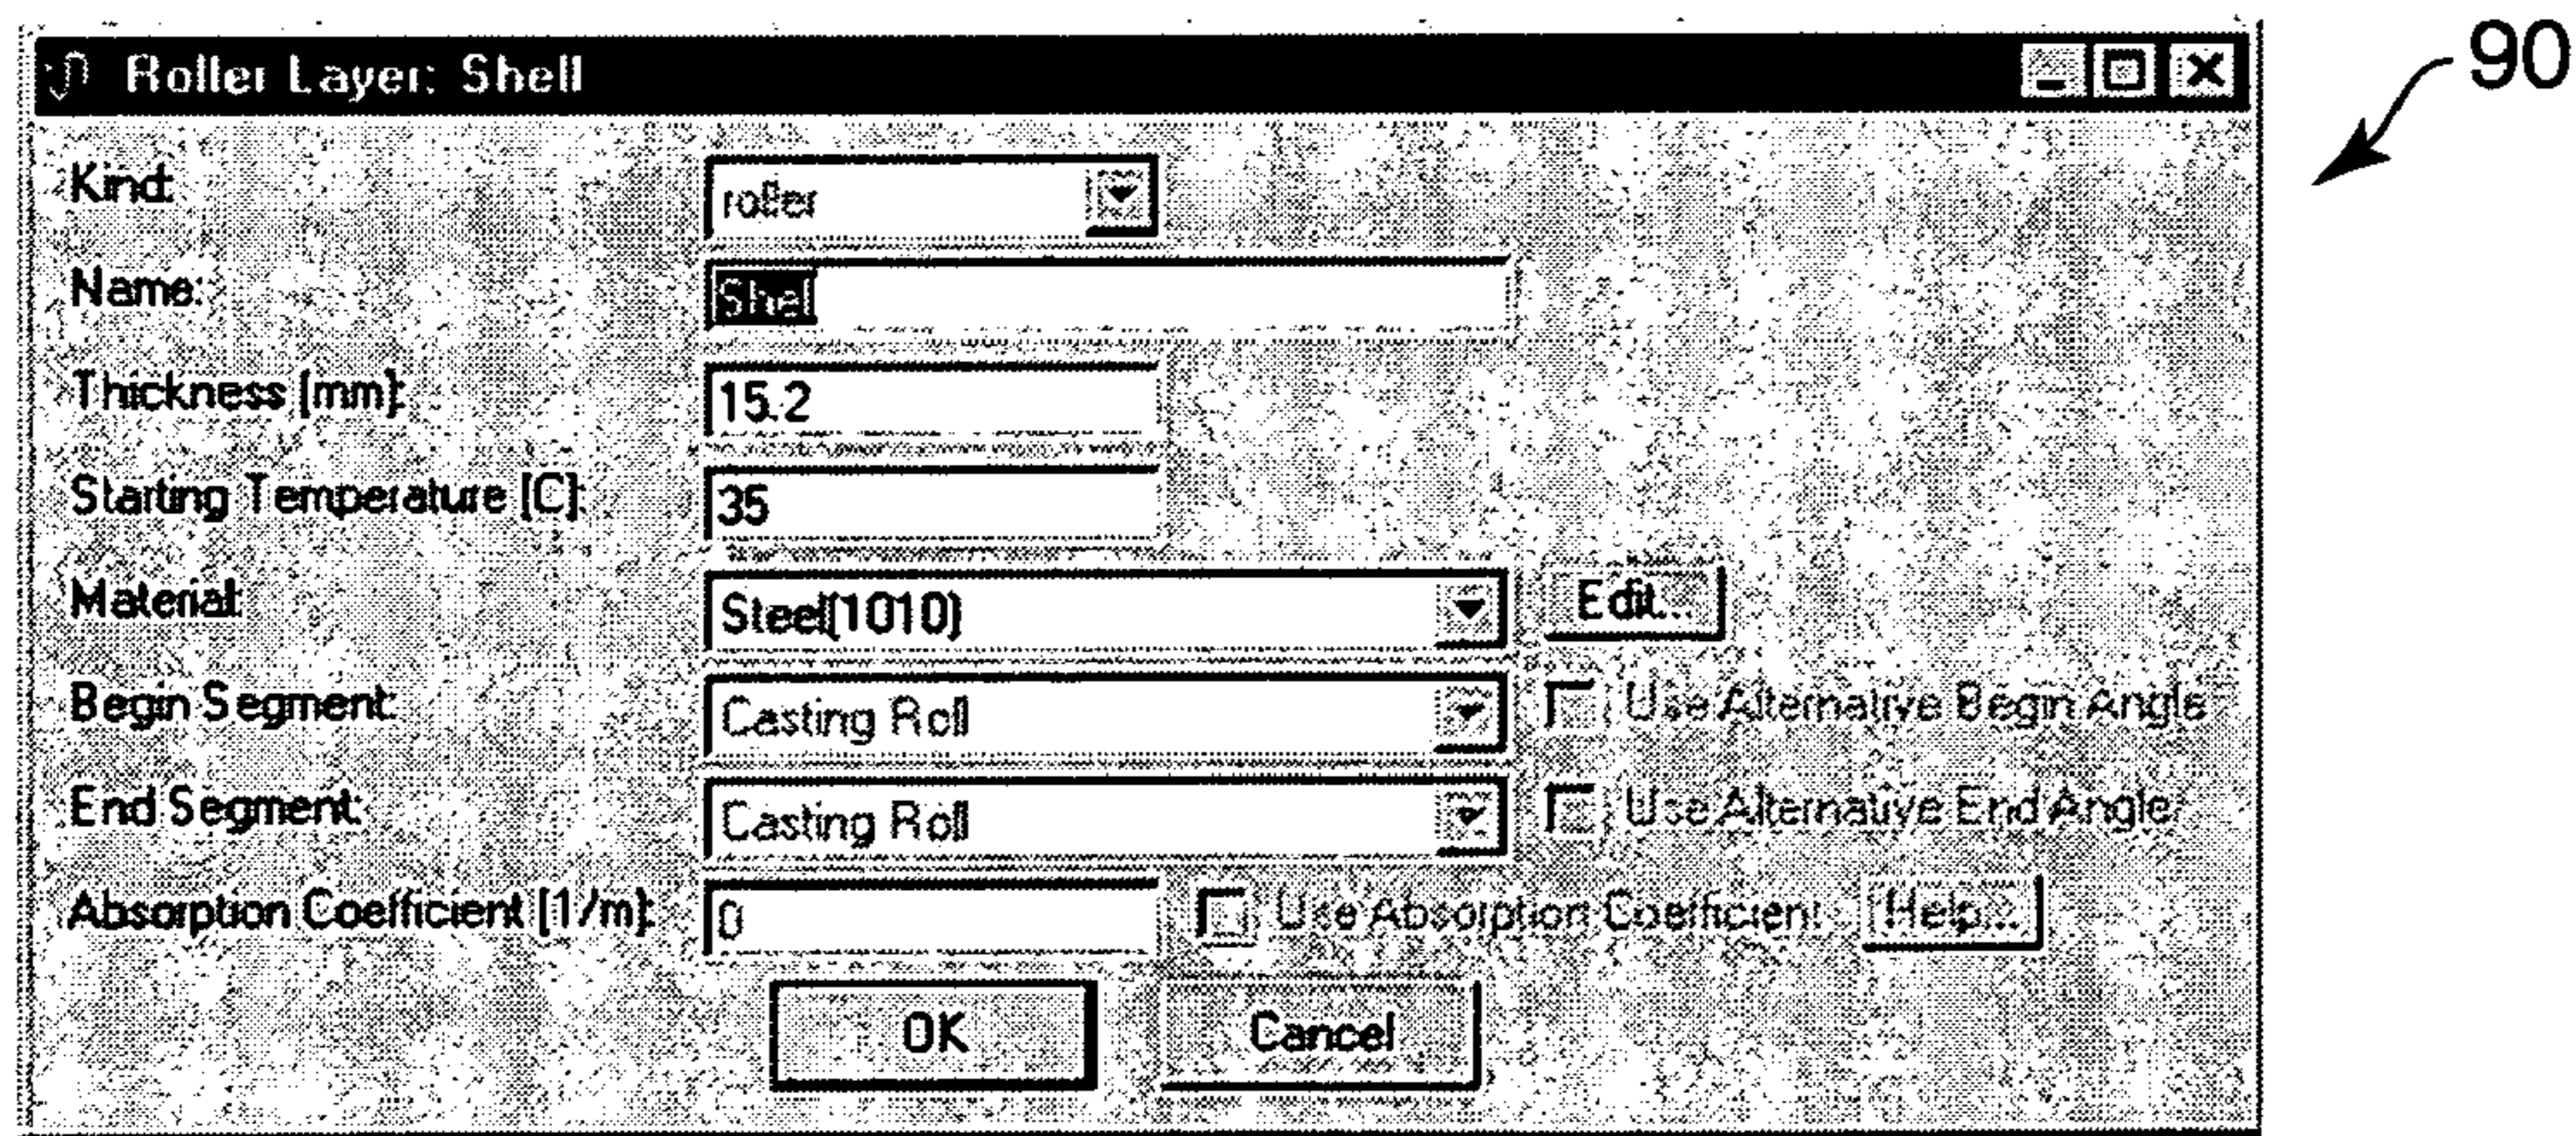 Roller Layer: Shell
90
Kind: roller
Name: Shell
Thickness [mm]: 15.2
Starting Temperature [C]: 35
Material: Steel(1010) Edit...
Begin Segment: Casting Roll Use Alternative Begin Angle
End Segment: Casting Roll Use Alternative End Angle
Absorption Coefficient [1/m]: 0 Use Absorption Coefficient Help...
OK Cancel